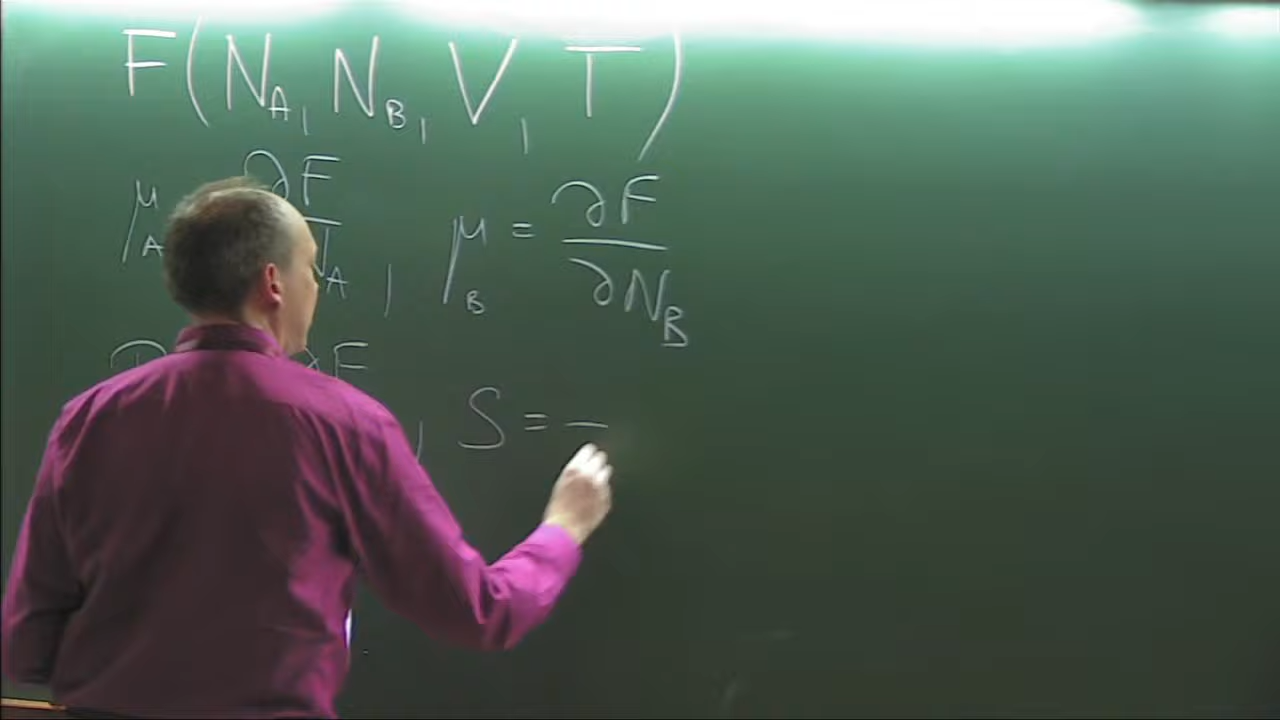 F(N_A, N_B, V, T)
μ_A ∂F/∂N_A, μ_B = ∂F/∂N_B
∂F, S = —